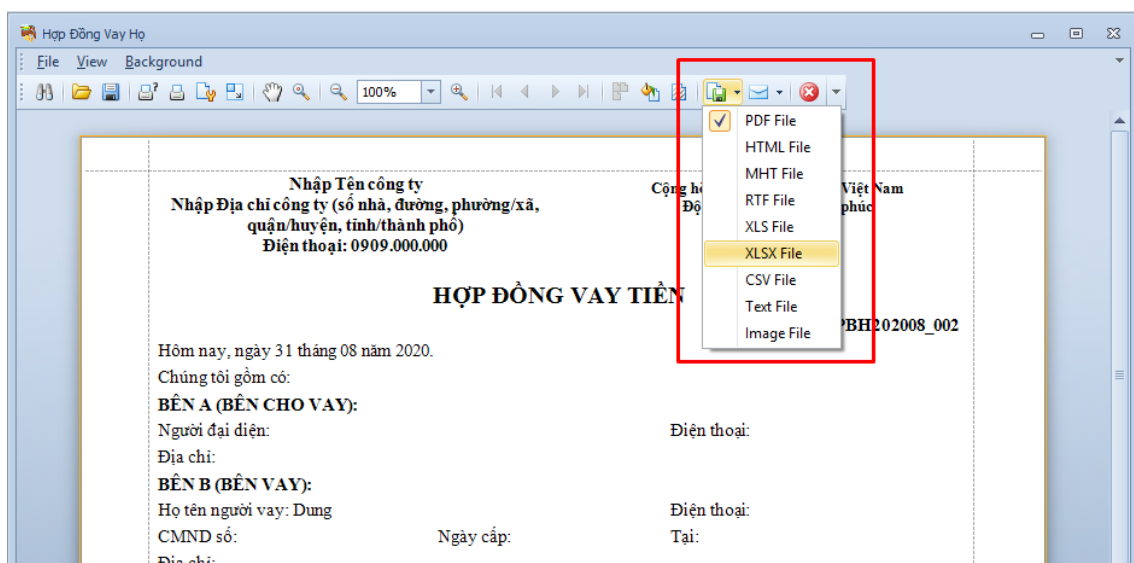 Hợp Đồng Vay Họ
File View Background
100%
PDF File
HTML File
MHT File
RTF File
XLS File
XLSX File
CSV File
Text File
Image File
Nhập Tên công ty
Nhập Địa chỉ công ty (số nhà, đường, phường/xã,
quận/huyện, tỉnh/thành phố)
Điện thoại: 0909.000.000
Cộng Việt Nam
phúc
HỢP ĐỒNG VAY TIỀN
PBH202008_002
Hôm nay, ngày 31 tháng 08 năm 2020.
Chúng tôi gồm có:
BÊN A (BÊN CHO VAY):
Người đại diện: Điện thoại:
Địa chỉ:
BÊN B (BÊN VAY):
Họ tên người vay: Dung Điện thoại:
CMND số: Ngày cấp: Tại:
Địa chỉ: